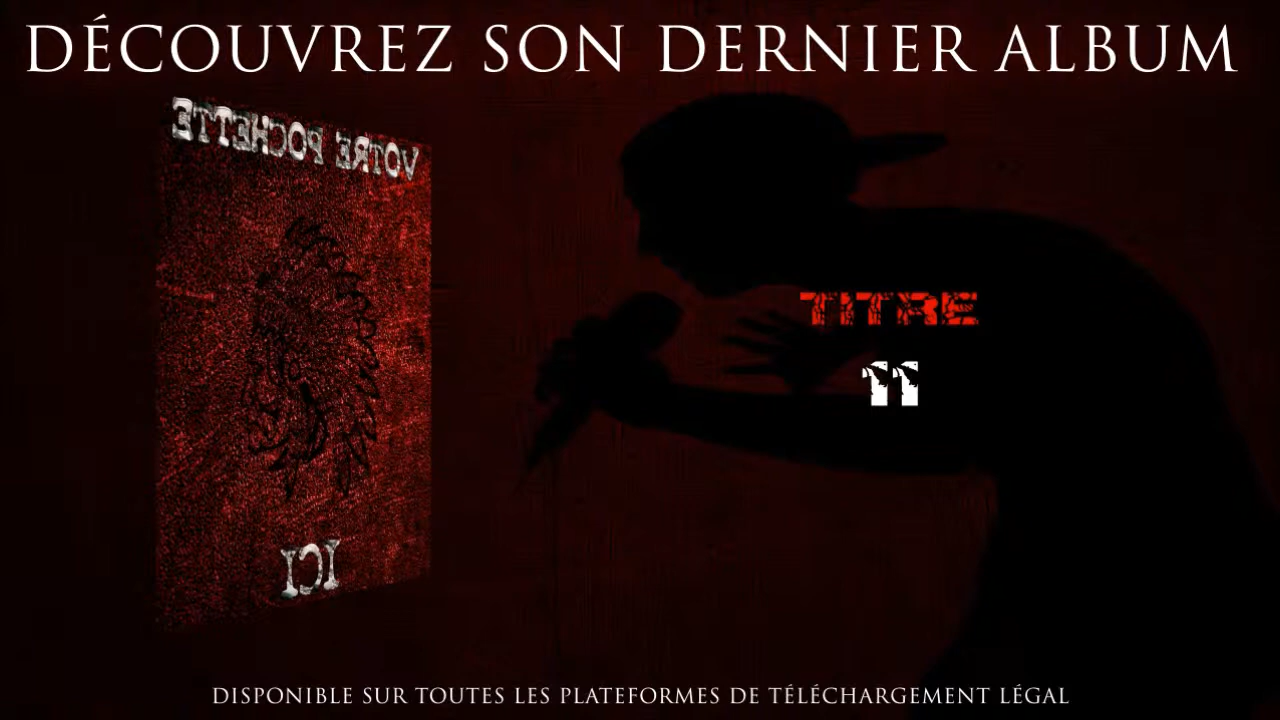 DÉCOUVREZ SON DERNIER ALBUM
VOTRE POCHETTE
ICI
TITRE
11
DISPONIBLE SUR TOUTES LES PLATEFORMES DE TÉLÉCHARGEMENT LÉGAL